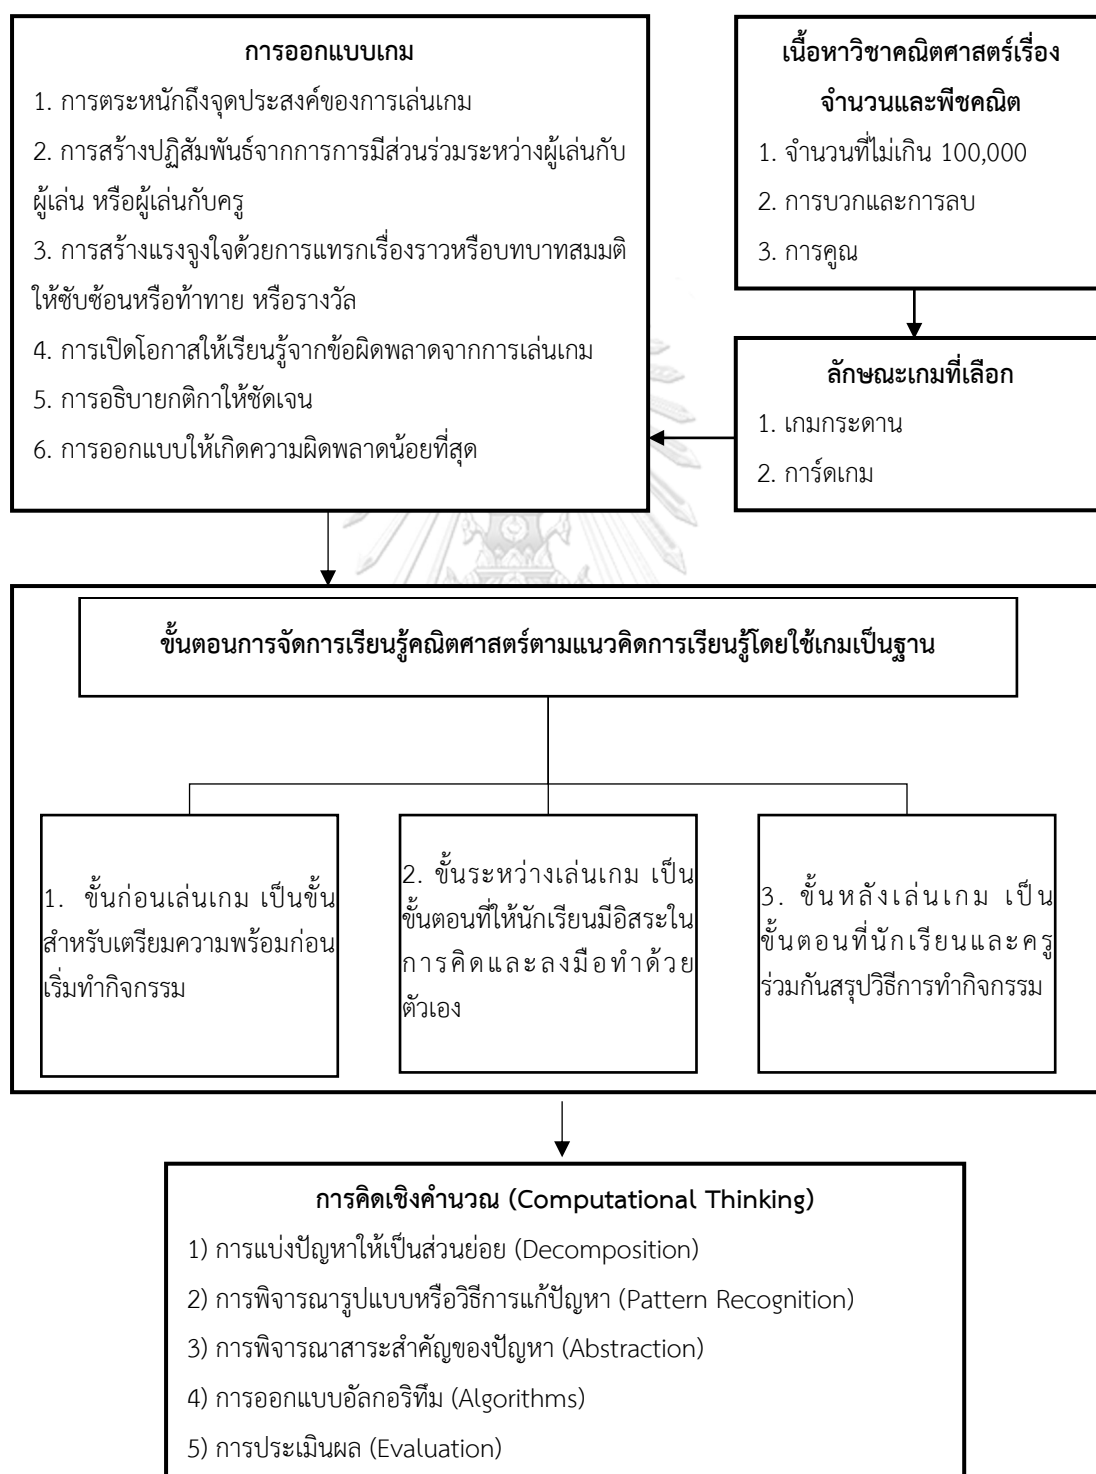 การออกแบบเกม
1. การตระหนักถึงจุดประสงค์ของการเล่นเกม
2. การสร้างปฏิสัมพันธ์จากการการมีส่วนร่วมระหว่างผู้เล่นกับ
ผู้เล่น หรือผู้เล่นกับครู
3. การสร้างแรงจูงใจด้วยการแทรกเรื่องราวหรือบทบาทสมมติ
ให้ซับซ้อนหรือท้าทาย หรือรางวัล
4. การเปิดโอกาสให้เรียนรู้จากข้อผิดพลาดจากการเล่นเกม
5. การอธิบายกติกาให้ชัดเจน
6. การออกแบบให้เกิดความผิดพลาดน้อยที่สุด
เนื้อหาวิชาคณิตศาสตร์เรื่อง
จำนวนและพีชคณิต
1. จำนวนที่ไม่เกิน 100,000
2. การบวกและการลบ
3. การคูณ
ลักษณะเกมที่เลือก
1. เกมกระดาน
2. การ์ดเกม
ขั้นตอนการจัดการเรียนรู้คณิตศาสตร์ตามแนวคิดการเรียนรู้โดยใช้เกมเป็นฐาน
1. ขั้นก่อนเล่นเกม เป็นขั้น
สำหรับเตรียมความพร้อมก่อน
เริ่มทำกิจกรรม
2. ขั้นระหว่างเล่นเกม เป็น
ขั้นตอนที่ให้นักเรียนมีอิสระใน
การคิดและลงมือทำด้วย
ตัวเอง
3. ขั้นหลังเล่นเกม เป็น
ขั้นตอนที่นักเรียนและครู
ร่วมกันสรุปวิธีการทำกิจกรรม
การคิดเชิงคำนวณ (Computational Thinking)
1) การแบ่งปัญหาให้เป็นส่วนย่อย (Decomposition)
2) การพิจารณารูปแบบหรือวิธีการแก้ปัญหา (Pattern Recognition)
3) การพิจารณาสาระสำคัญของปัญหา (Abstraction)
4) การออกแบบอัลกอริทึม (Algorithms)
5) การประเมินผล (Evaluation)